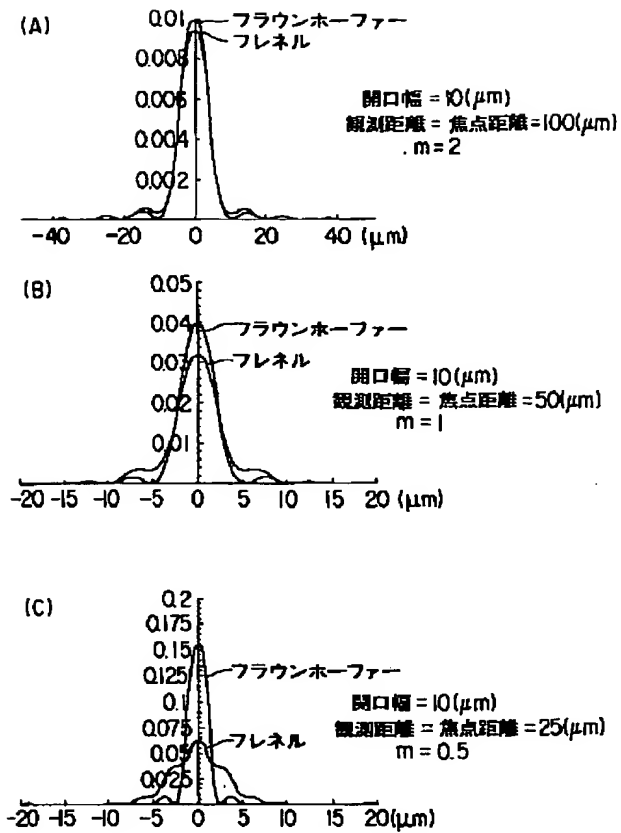 (A)
0.01
フラウンホーファー
フレネル
0.008
0.006
0.004
0.002
開口幅 = 10(μm)
観測距離 = 焦点距離 = 100(μm)
m = 2
-40 -20 0 20 40 (μm)
(B)
0.05
0.04
フラウンホーファー
フレネル
0.03
0.02
0.01
開口幅 = 10(μm)
観測距離 = 焦点距離 = 50(μm)
m = 1
-20 -15 -10 -5 0 5 10 15 20 (μm)
(C)
0.2
0.175
0.15
フラウンホーファー
0.125
0.1
0.075
フレネル
0.05
0.025
開口幅 = 10(μm)
観測距離 = 焦点距離 = 25(μm)
m = 0.5
-20 -15 -10 -5 0 5 10 15 20(μm)